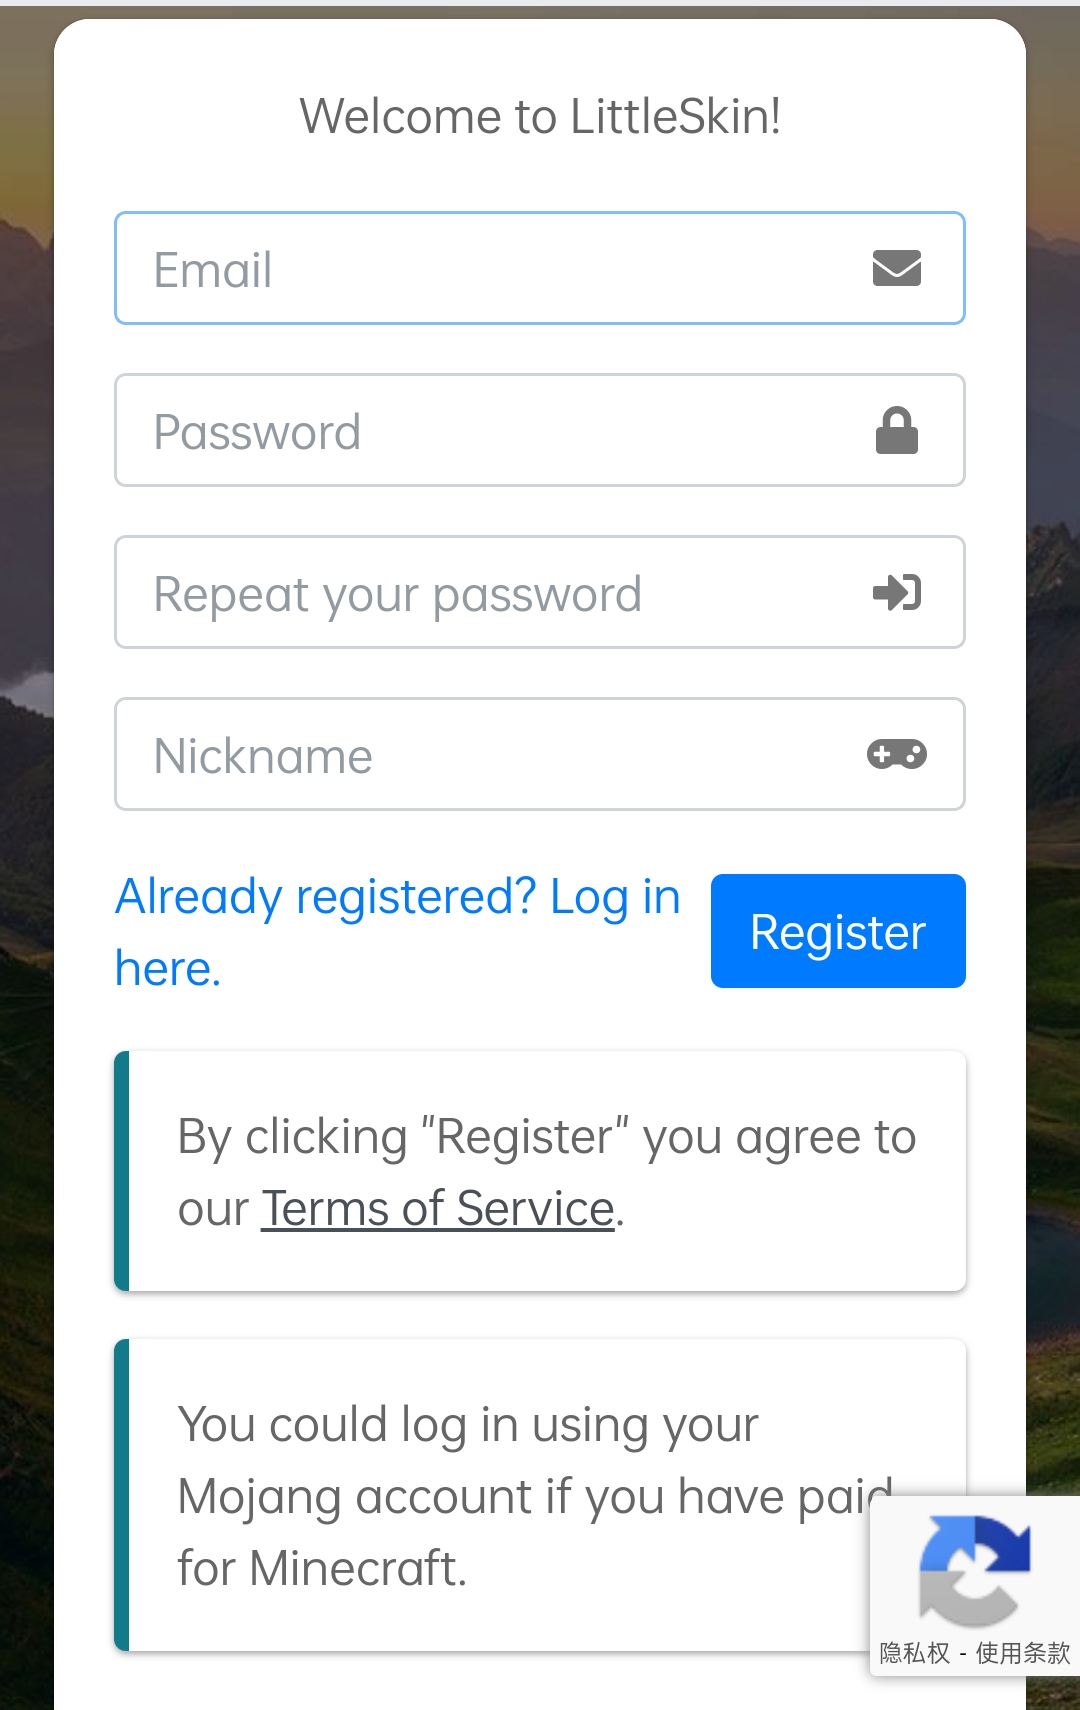 Welcome to LittleSkin!
Email
Password
Repeat your password
Nickname
Already registered? Log in
here.
Register
By clicking "Register" you agree to
our Terms of Service.
You could log in using your
Mojang account if you have paid
for Minecraft.
隐私权 - 使用条款